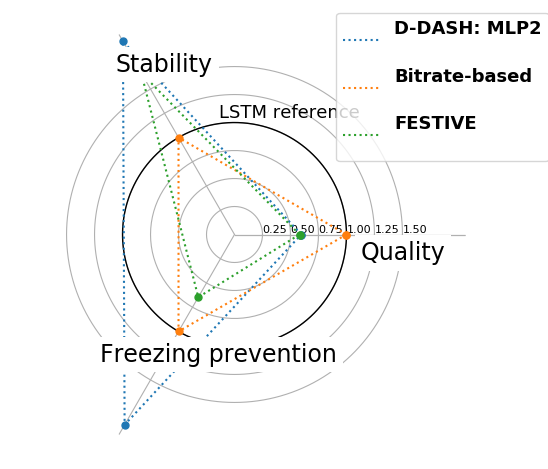 D-DASH: MLP2
Bitrate-based
FESTIVE
Stability
LSTM reference
0.25 0.50 0.75 1.00 1.25 1.50
Quality
Freezing prevention